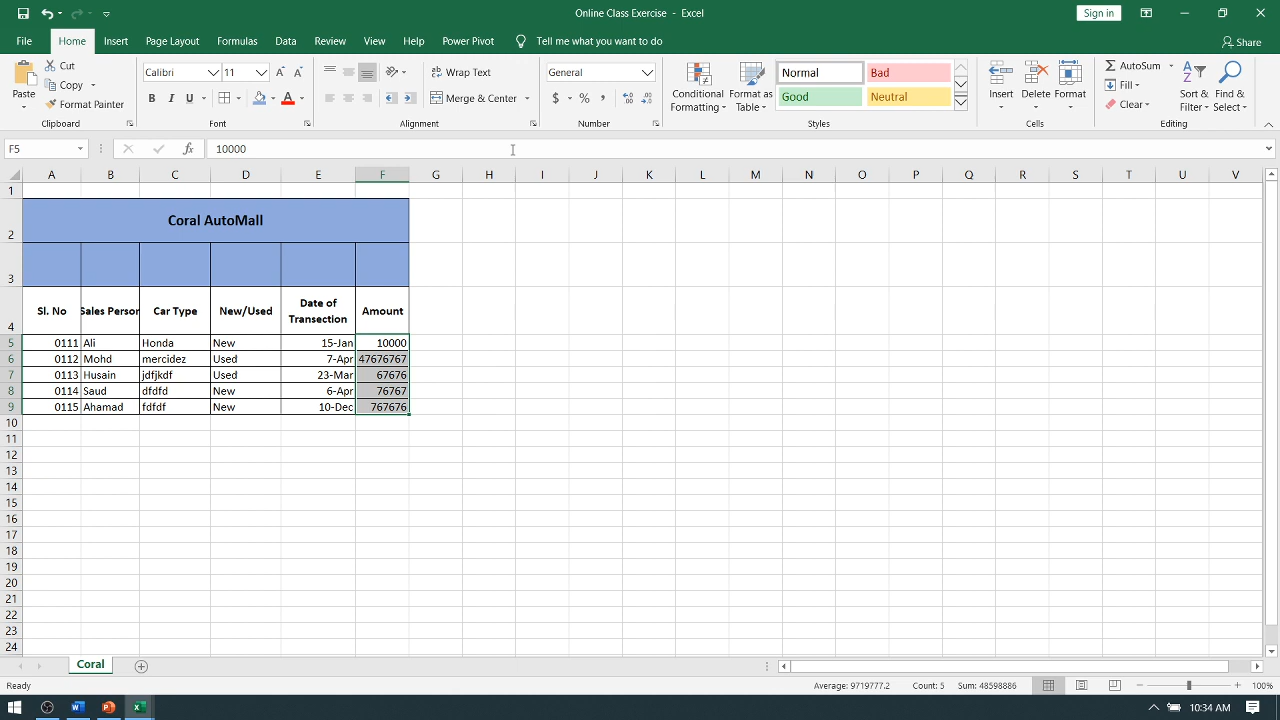 Online Class Exercise - Excel
Sign in
File Home Insert Page Layout Formulas Data Review View Help Power Pivot Tell me what you want to do Share
Paste Cut Copy Format Painter Clipboard
Calibri 11 A A B I U A Font
Wrap Text Merge & Center Alignment
General $ % , Number
Conditional Formatting Format as Table Normal Bad Good Neutral Styles
Insert Delete Format Cells
AutoSum Fill Clear Sort & Filter Find & Select Editing
F5 fx 10000
A B C D E F G H I J K L M N O P Q R S T U V
1
2 Coral AutoMall
3
4 Sl. No Sales Person Car Type New/Used Date of Transection Amount
5 0111 Ali Honda New 15-Jan 10000
6 0112 Mohd mercidez Used 7-Apr 47676767
7 0113 Husain jdfjkdf Used 23-Mar 67676
8 0114 Saud dfdfd New 6-Apr 76767
9 0115 Ahamad fdfdf New 10-Dec 767676
10
11
12
13
14
15
16
17
18
19
20
21
22
23
24
Coral
Ready Average: 9719777.2 Count: 5 Sum: 48598886 100%
10:34 AM